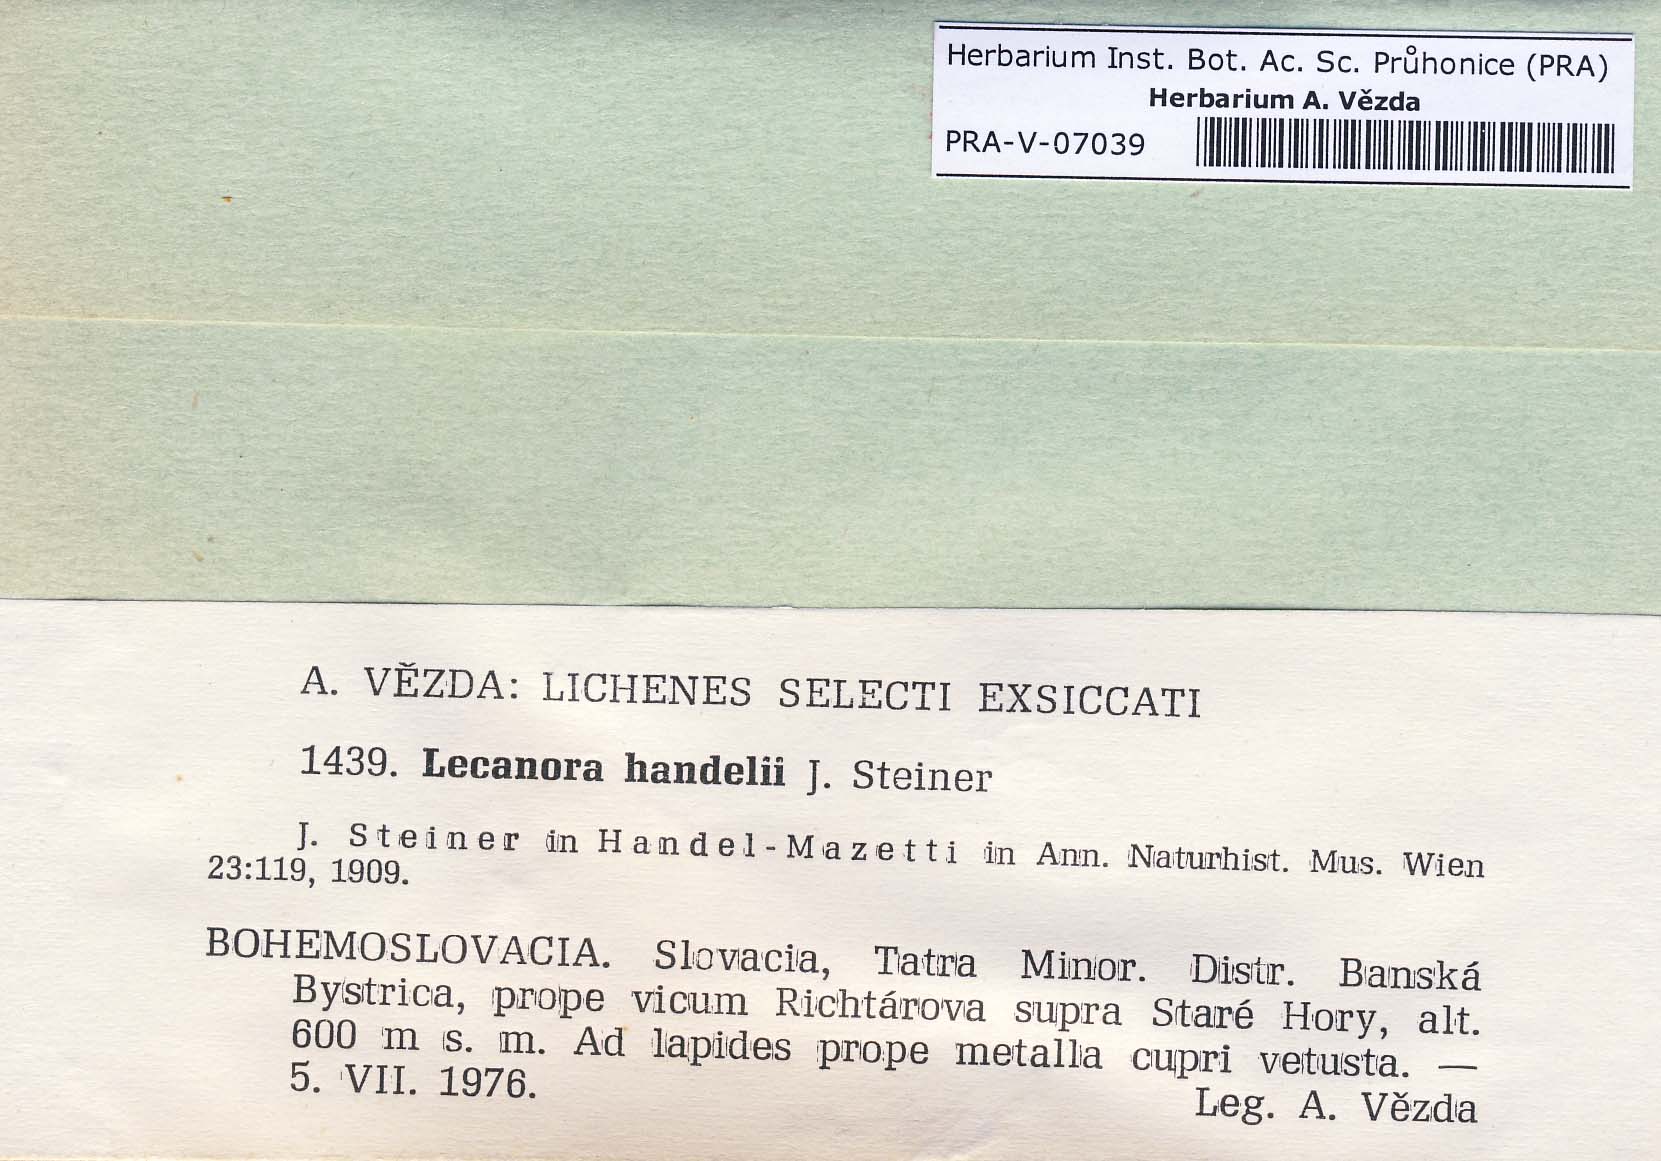 Herbarium Inst. Bot. Ac. Sc. Průhonice (PRA)
Herbarium A. Vězda
PRA-V-07039
A. VĚZDA: LICHENES SELECTI EXSICCATI
1439. Lecanora handelii J. Steiner
J. Steiner in Handel-Mazetti in Ann. Naturhist. Mus. Wien
23:119, 1909.
BOHEMOSLOVACIA. Slovacia, Tatra Minor. Distr. Banská
Bystrica, prope vicum Richtárova supra Staré Hory, alt.
600 m s. m. Ad lapides prope metalla cupri vetusta. —
5. VII. 1976. Leg. A. Vězda